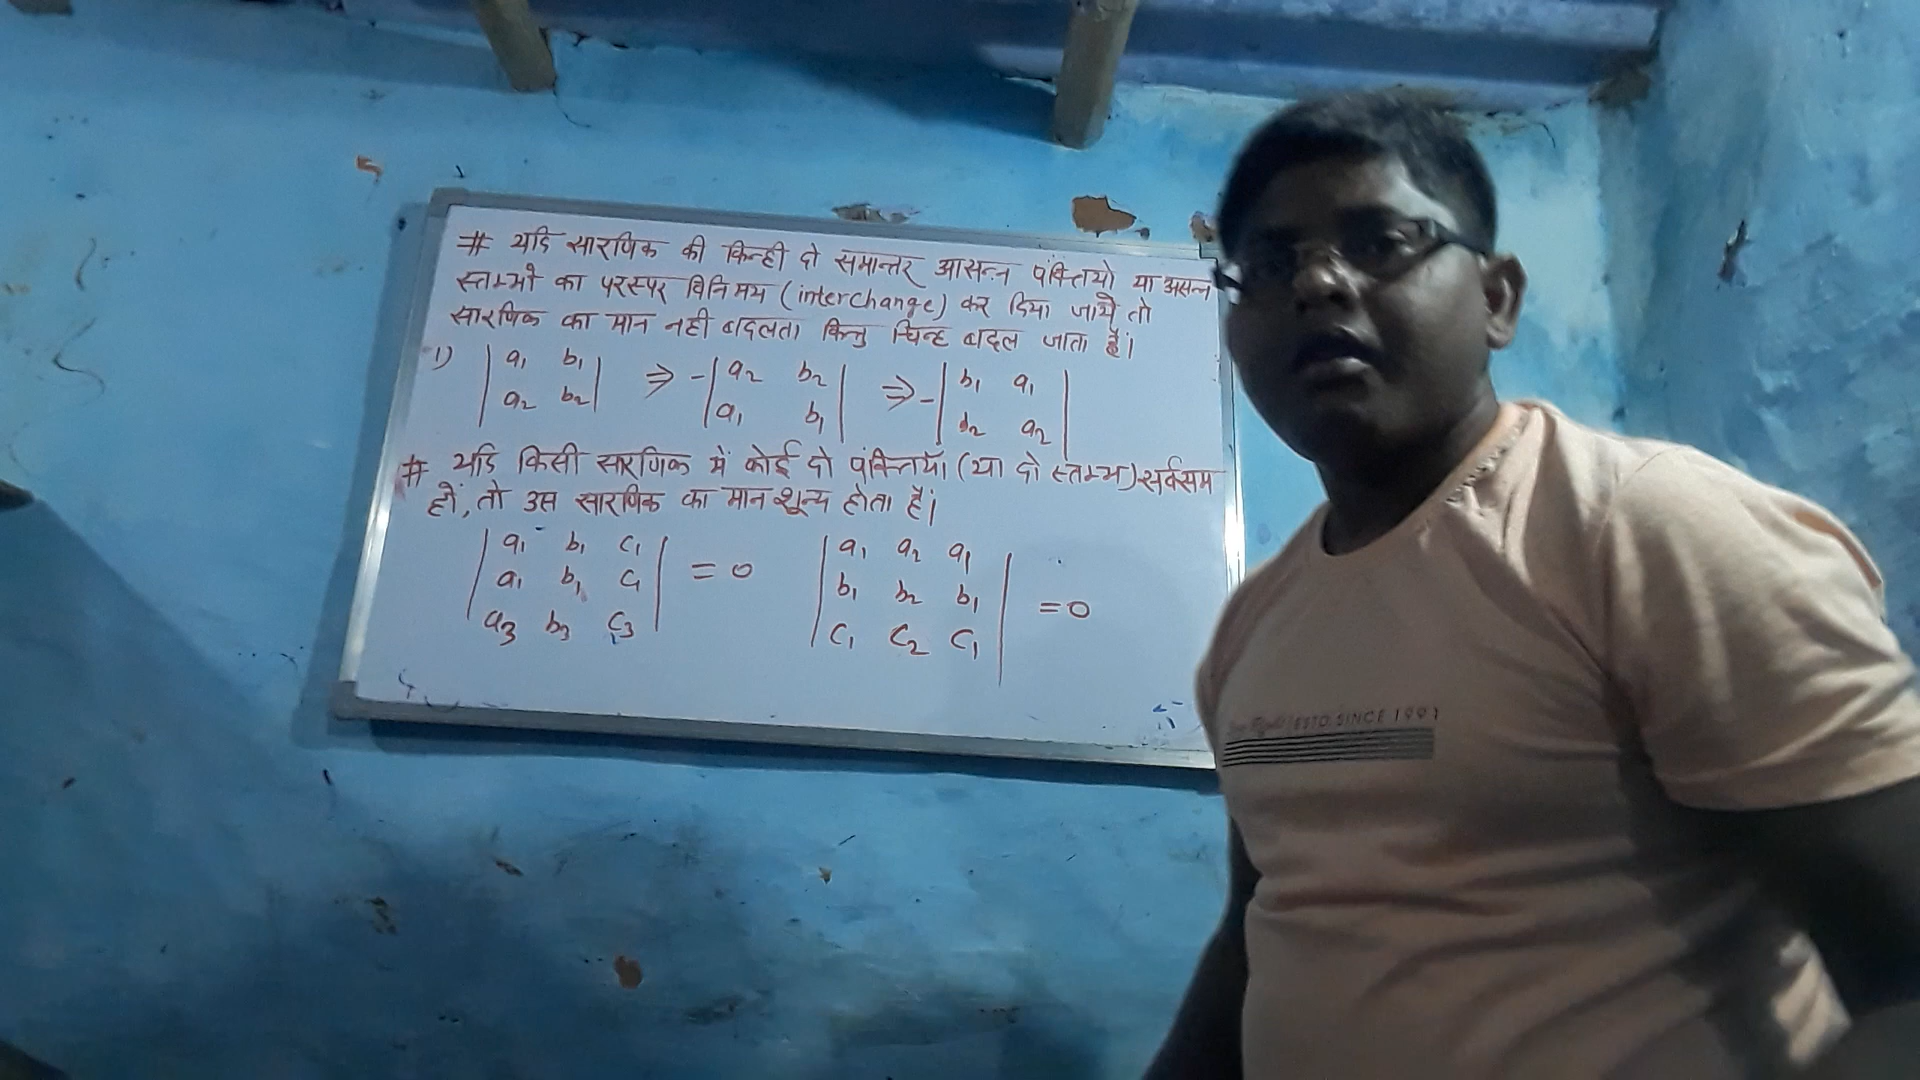 # यदि सारणिक की किन्ही दो समान्तर आसन्न पंक्तियो या असन्न
स्तम्भो का परस्पर विनिमय (interchange) कर दिया जाये तो
सारणिक का मान नही बदलता किन्तु चिन्ह बदल जाता है।
1) | a₁ b₁ | ⇒ -| a₂ b₂ | ⇒ -| b₁ a₁ |
| a₂ b₂ | | a₁ b₁ | | b₂ a₂ |
# यदि किसी सारणिक में कोई दो पंक्तियाँ (या दो स्तम्भ) सर्वसम
हों, तो उस सारणिक का मान शून्य होता है।
| a₁ b₁ c₁ | | a₁ a₂ a₁ |
| a₁ b₁ c₁ | = 0 | b₁ b₂ b₁ | = 0
| a₃ b₃ c₃ | | c₁ c₂ c₁ |
ESTD. SINCE 1991